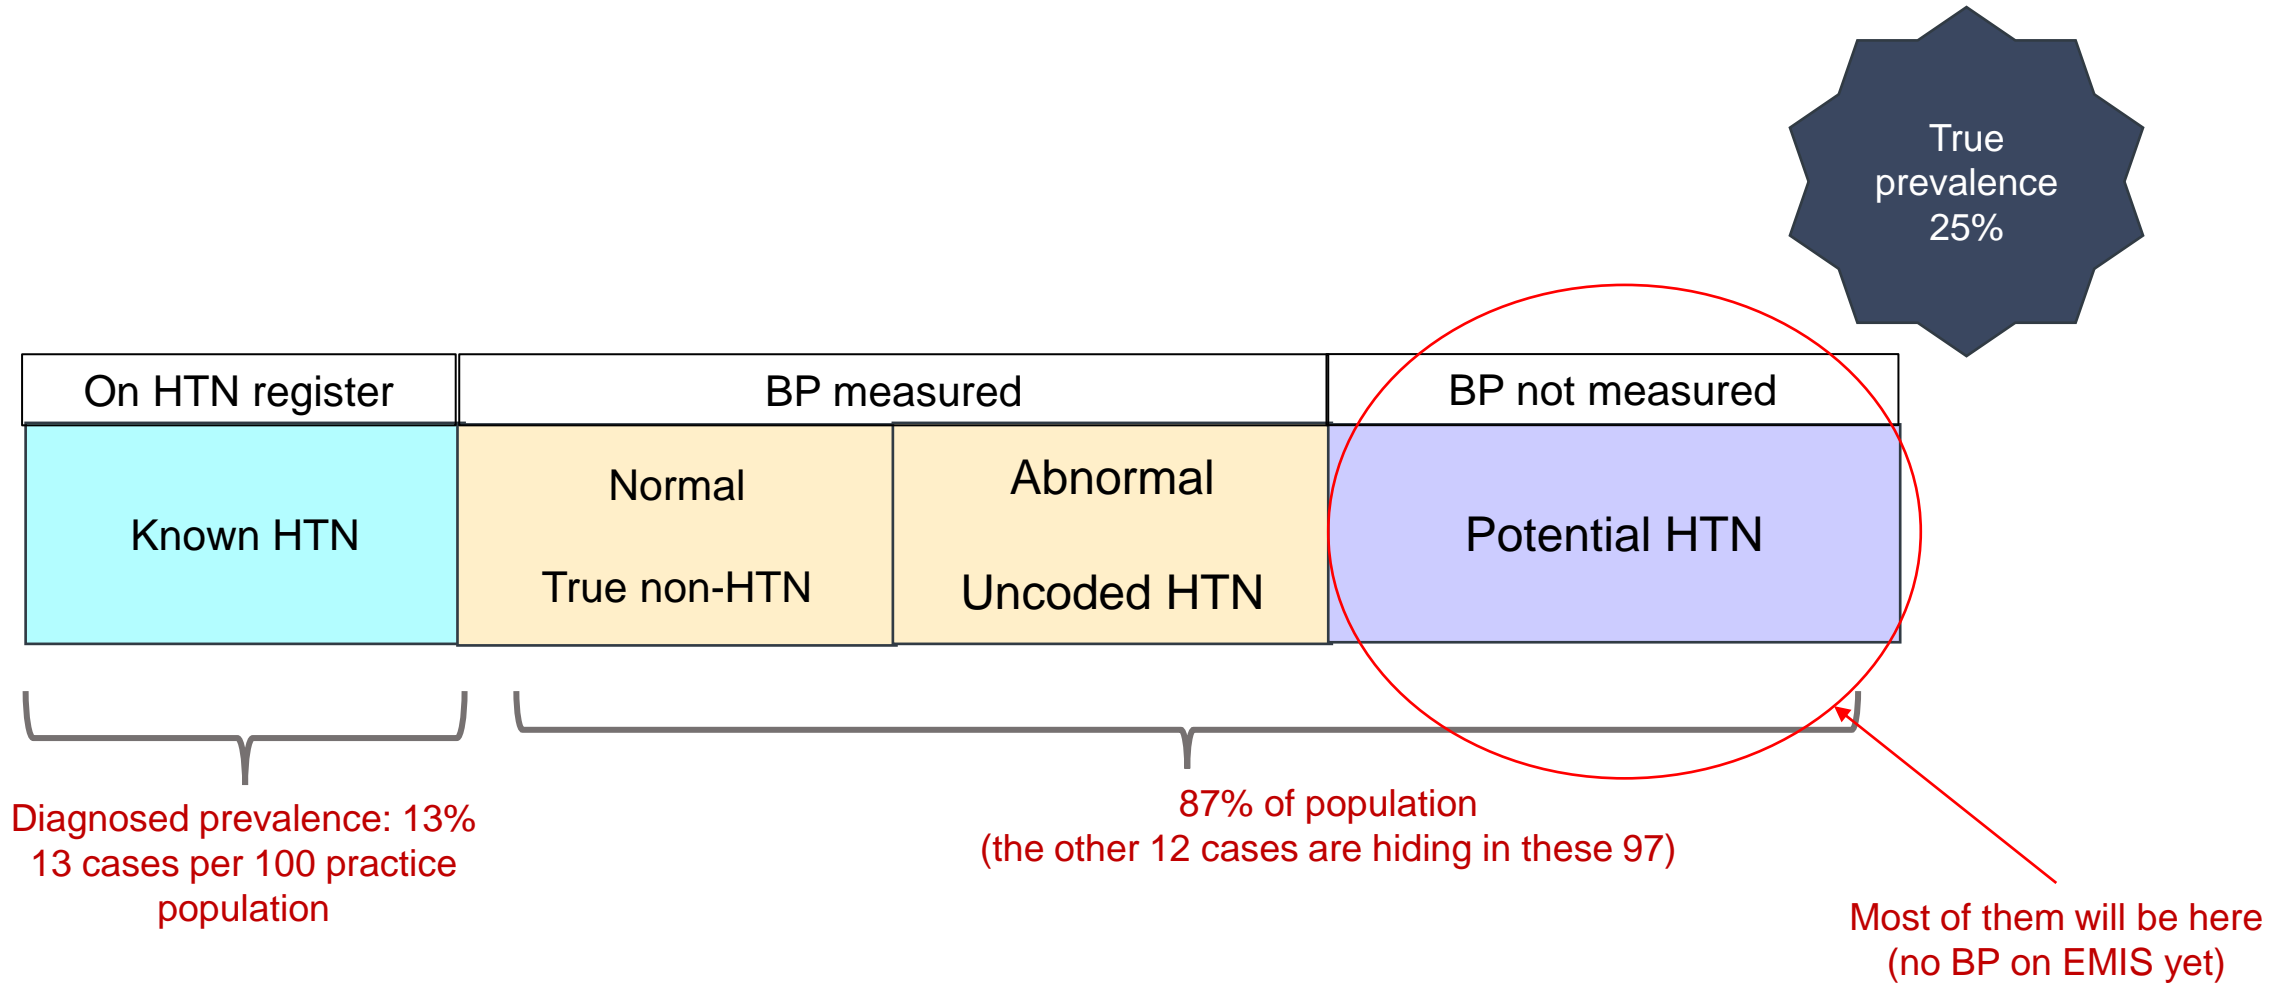 True
prevalence
25%
On HTN register
BP measured
BP not measured
Known HTN
Normal
True non-HTN
Abnormal
Uncoded HTN
Potential HTN
Diagnosed prevalence: 13%
13 cases per 100 practice
population
87% of population
(the other 12 cases are hiding in these 97)
Most of them will be here
(no BP on EMIS yet)